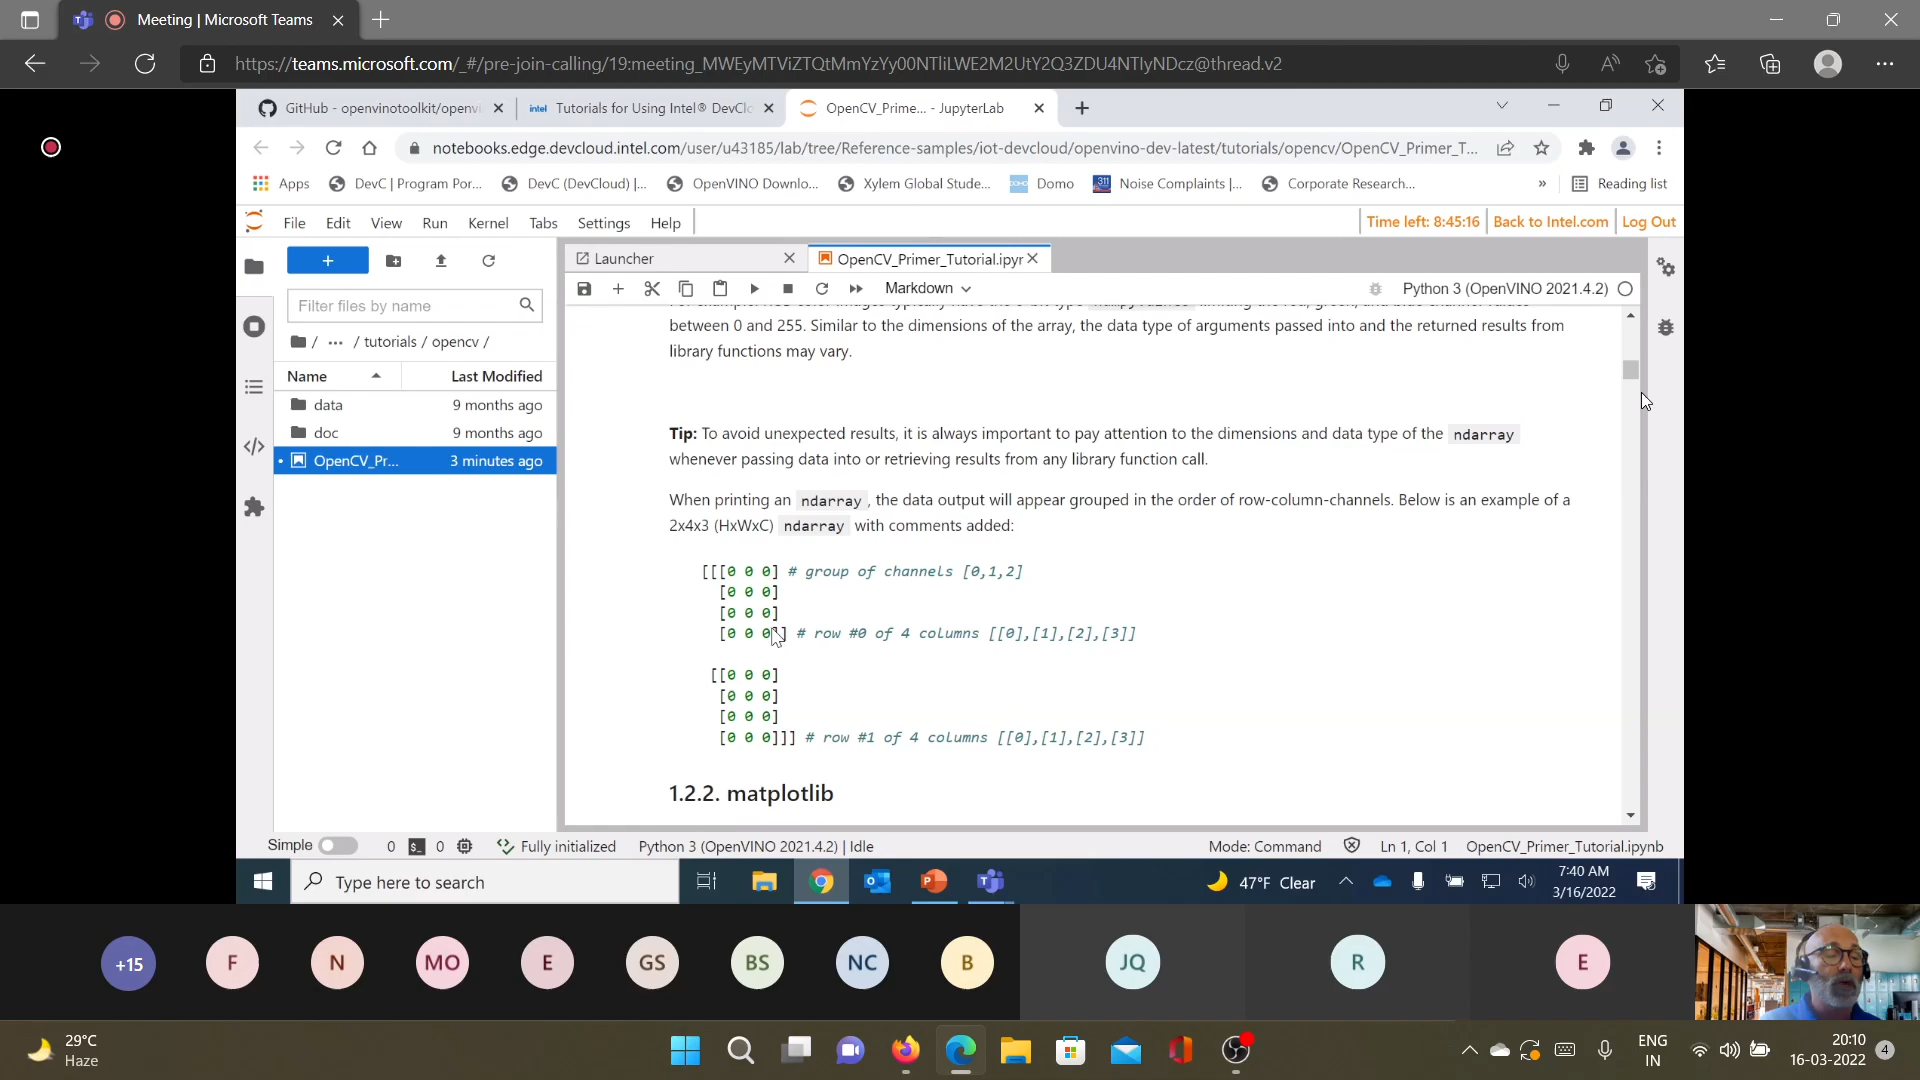 Meeting | Microsoft Teams
https://teams.microsoft.com/_#/pre-join-calling/19:meeting_MWEyMTViZTQtMmYzYy00NTliLWE2M2UtY2Q3ZDU4NTIyNDcz@thread.v2
GitHub - openvinotoolkit/openvi
intel Tutorials for Using Intel® DevClo
OpenCV_Prime... - JupyterLab
notebooks.edge.devcloud.intel.com/user/u43185/lab/tree/Reference-samples/iot-devcloud/openvino-dev-latest/tutorials/opencv/OpenCV_Primer_T...
Apps DevC | Program Por... DevC (DevCloud) |... OpenVINO Downlo... Xylem Global Stude... DOMO Domo 311 Noise Complaints |... Corporate Research... » Reading list
File Edit View Run Kernel Tabs Settings Help
Time left: 8:45:16 Back to Intel.com Log Out
+
Launcher
OpenCV_Primer_Tutorial.ipyr
Markdown
Python 3 (OpenVINO 2021.4.2)
Filter files by name
/ ... / tutorials / opencv /
Name Last Modified
data 9 months ago
doc 9 months ago
OpenCV_Pr... 3 minutes ago
between 0 and 255. Similar to the dimensions of the array, the data type of arguments passed into and the returned results from
library functions may vary.
Tip: To avoid unexpected results, it is always important to pay attention to the dimensions and data type of the ndarray
whenever passing data into or retrieving results from any library function call.
When printing an ndarray , the data output will appear grouped in the order of row-column-channels. Below is an example of a
2x4x3 (HxWxC) ndarray with comments added:
[[[0 0 0] # group of channels [0,1,2]
[0 0 0]
[0 0 0]
[0 0 0]] # row #0 of 4 columns [[0],[1],[2],[3]]
[[0 0 0]
[0 0 0]
[0 0 0]
[0 0 0]]] # row #1 of 4 columns [[0],[1],[2],[3]]
1.2.2. matplotlib
Simple 0 0 Fully initialized Python 3 (OpenVINO 2021.4.2) | Idle
Mode: Command Ln 1, Col 1 OpenCV_Primer_Tutorial.ipynb
Type here to search
47°F Clear
7:40 AM
3/16/2022
+15 F N MO E GS BS NC B JQ R E
29°C
Haze
ENG
IN
20:10
16-03-2022
4